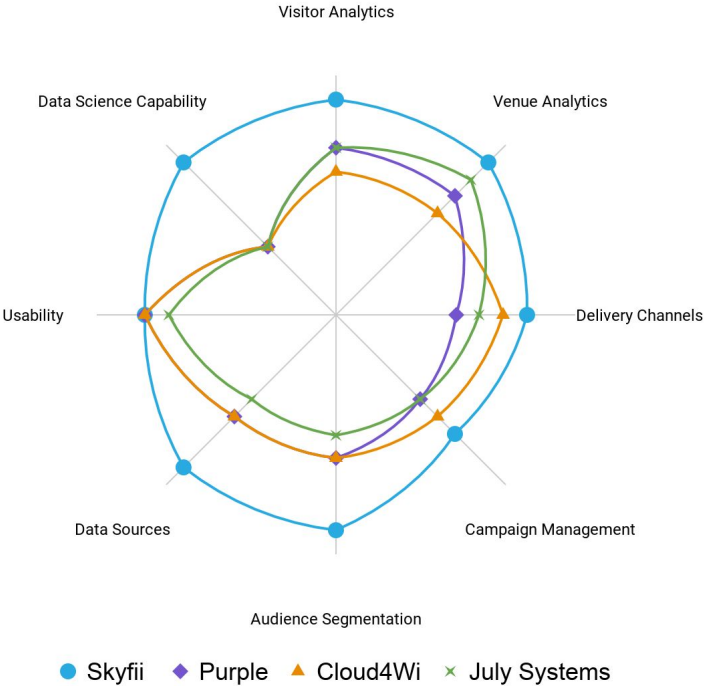 Visitor Analytics
Data Science Capability
Venue Analytics
Usability
Delivery Channels
Data Sources
Campaign Management
Audience Segmentation
Skyfii Purple Cloud4Wi July Systems